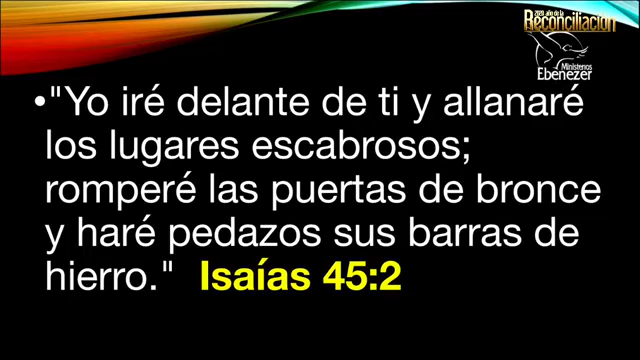 2020 año de la
Reconciliación
Ministerios
Ebenezer
•"Yo iré delante de ti y allanaré
los lugares escabrosos;
romperé las puertas de bronce
y haré pedazos sus barras de
hierro." Isaías 45:2